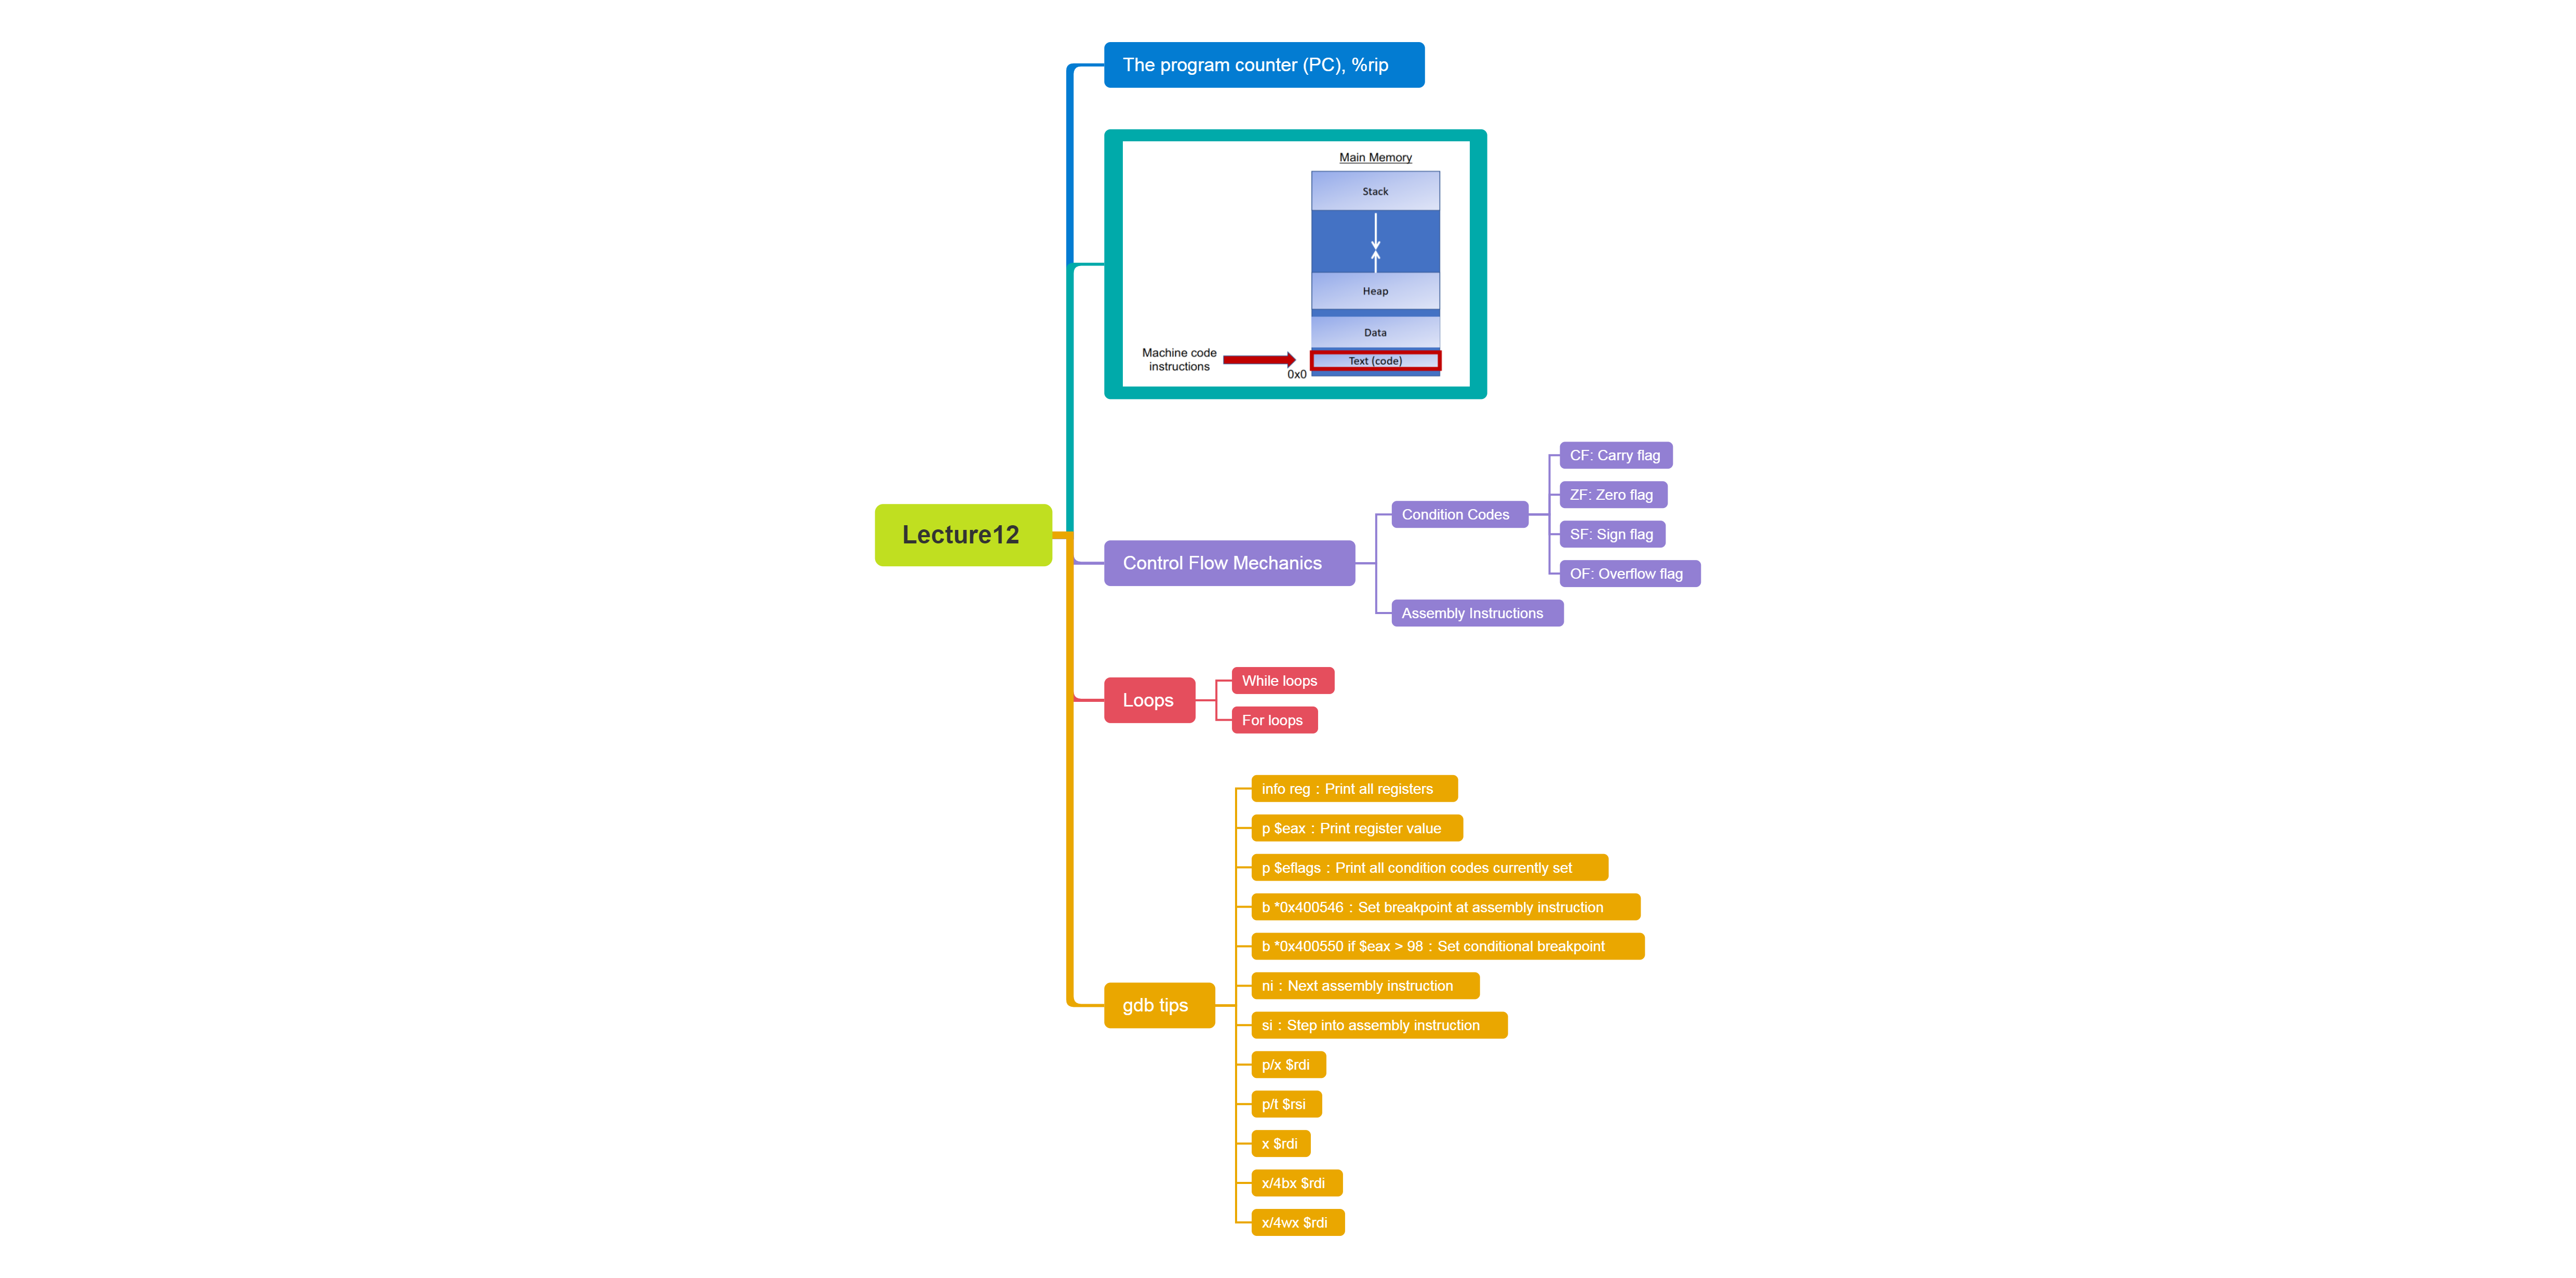 The program counter (PC), %rip
Main Memory
Stack
Heap
Data
Machine code
instructions
Text (code)
0x0
Lecture12
Control Flow Mechanics
Condition Codes
CF: Carry flag
ZF: Zero flag
SF: Sign flag
OF: Overflow flag
Assembly Instructions
Loops
While loops
For loops
gdb tips
info reg：Print all registers
p $eax：Print register value
p $eflags：Print all condition codes currently set
b *0x400546：Set breakpoint at assembly instruction
b *0x400550 if $eax > 98：Set conditional breakpoint
ni：Next assembly instruction
si：Step into assembly instruction
p/x $rdi
p/t $rsi
x $rdi
x/4bx $rdi
x/4wx $rdi